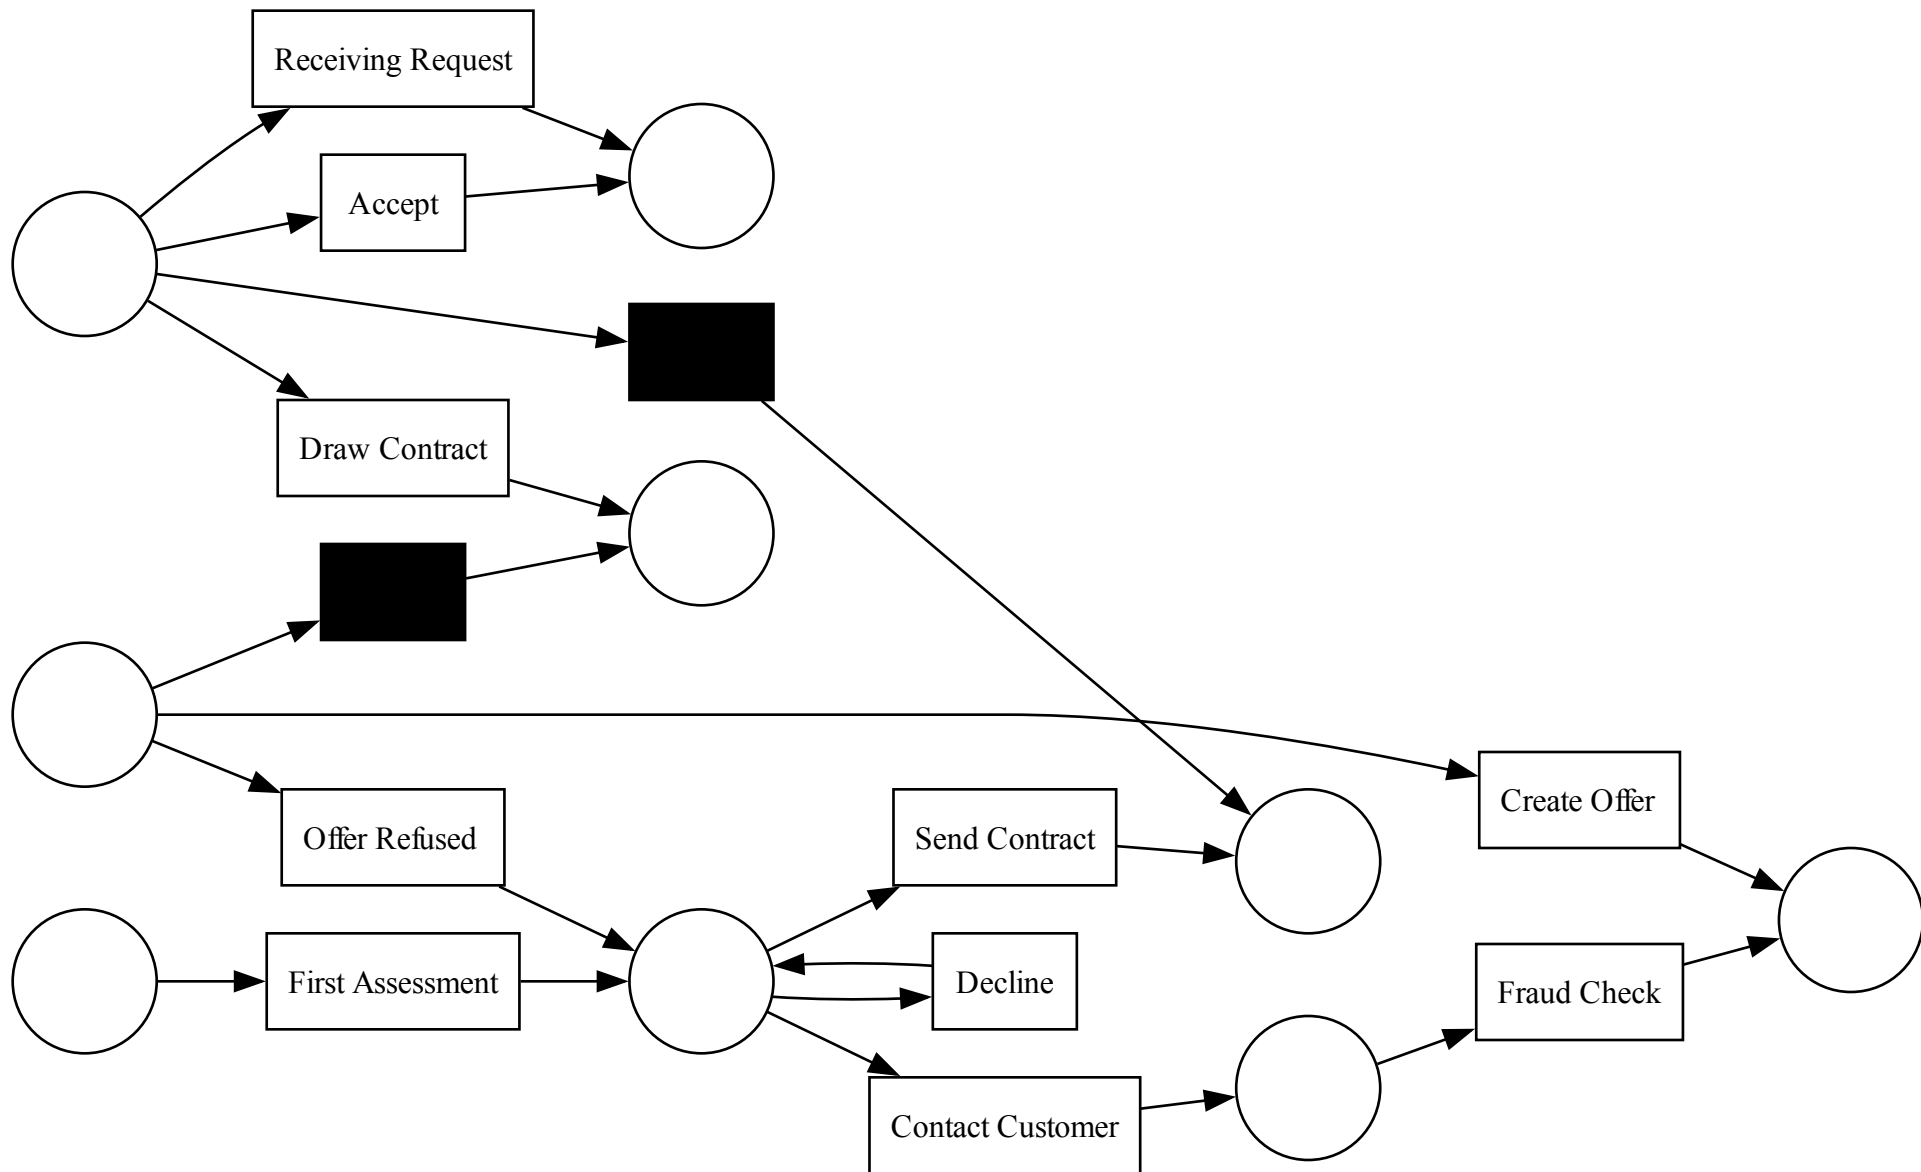 Receiving Request
Accept
Draw Contract
Create Offer
Offer Refused
Send Contract
First Assessment
Decline
Fraud Check
Contact Customer